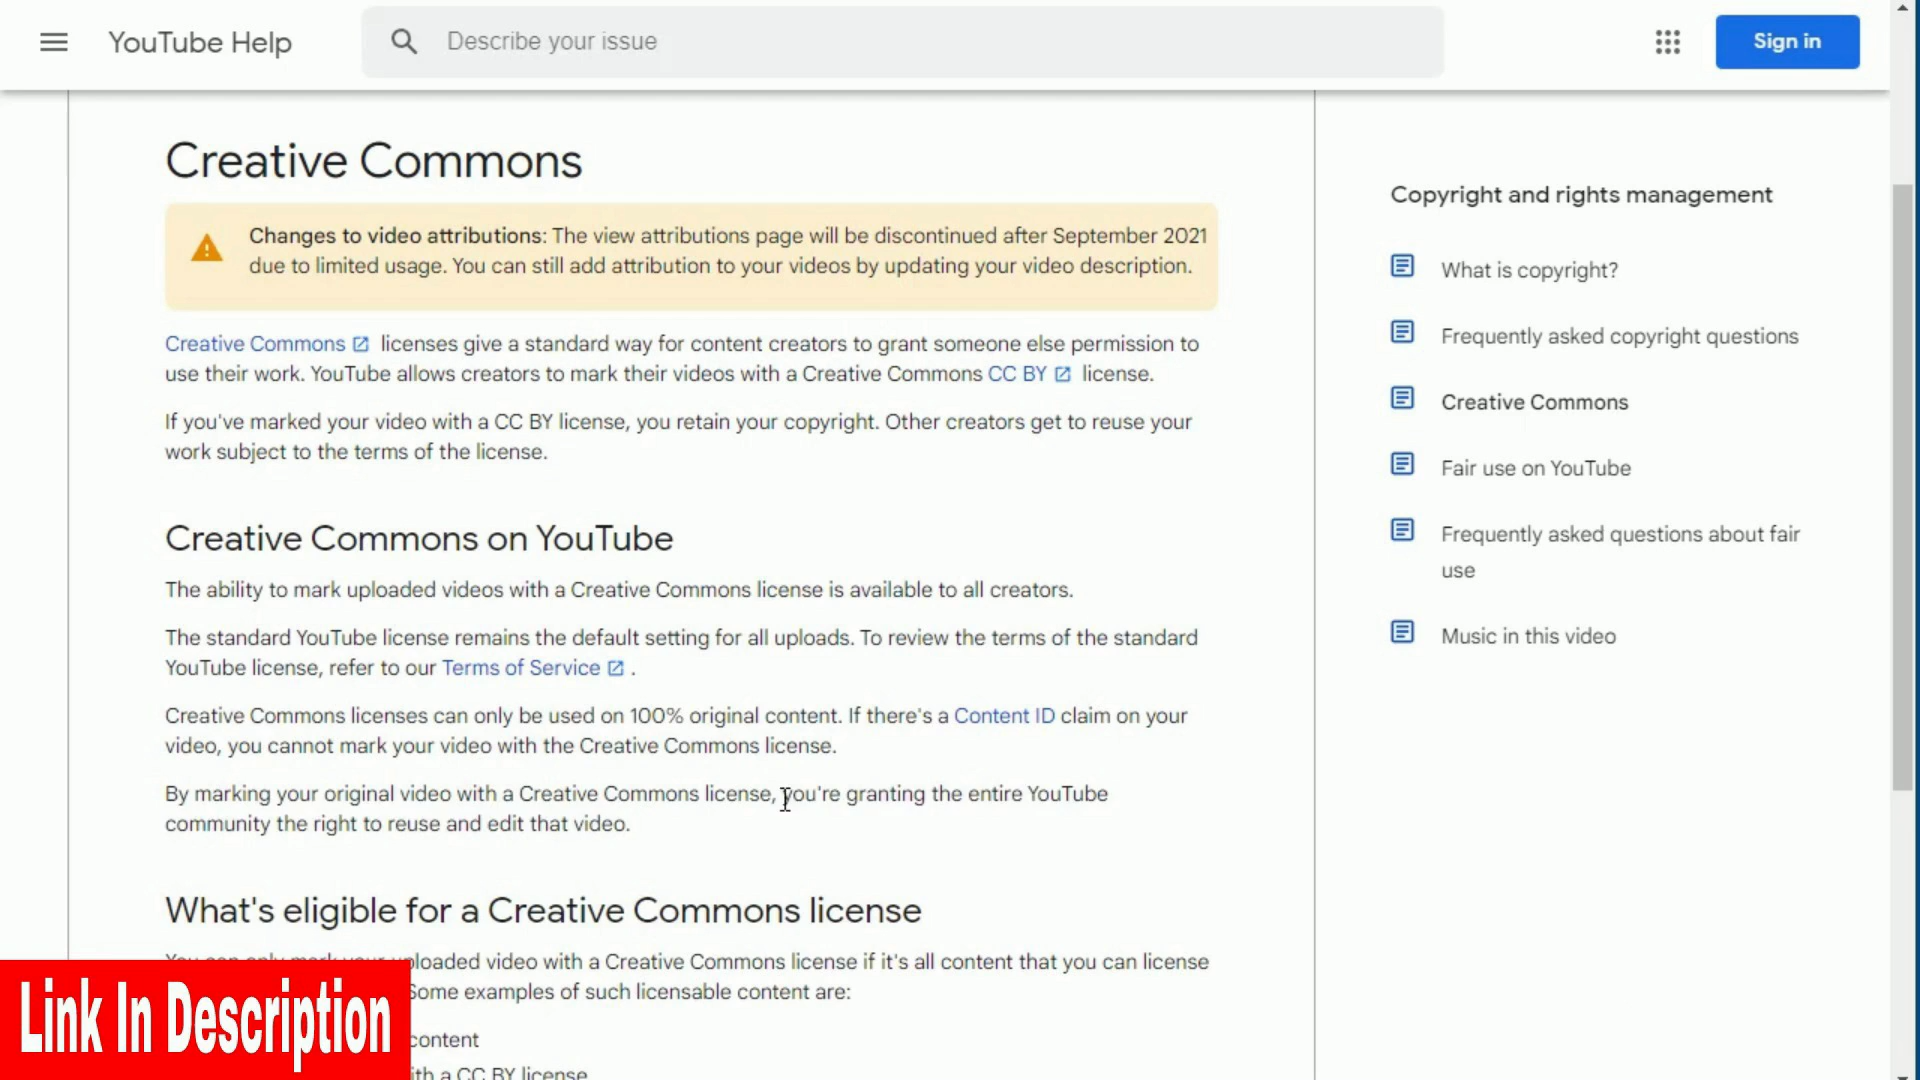 YouTube Help
Describe your issue
Sign in
Creative Commons
Changes to video attributions: The view attributions page will be discontinued after September 2021
due to limited usage. You can still add attribution to your videos by updating your video description.
Creative Commons licenses give a standard way for content creators to grant someone else permission to
use their work. YouTube allows creators to mark their videos with a Creative Commons CC BY license.
If you've marked your video with a CC BY license, you retain your copyright. Other creators get to reuse your
work subject to the terms of the license.
Creative Commons on YouTube
The ability to mark uploaded videos with a Creative Commons license is available to all creators.
The standard YouTube license remains the default setting for all uploads. To review the terms of the standard
YouTube license, refer to our Terms of Service .
Creative Commons licenses can only be used on 100% original content. If there's a Content ID claim on your
video, you cannot mark your video with the Creative Commons license.
By marking your original video with a Creative Commons license, you're granting the entire YouTube
community the right to reuse and edit that video.
What's eligible for a Creative Commons license
You can only mark your uploaded video with a Creative Commons license if it's all content that you can license
Some examples of such licensable content are:
content
with a CC BY license
Link In Description
Copyright and rights management
What is copyright?
Frequently asked copyright questions
Creative Commons
Fair use on YouTube
Frequently asked questions about fair
use
Music in this video